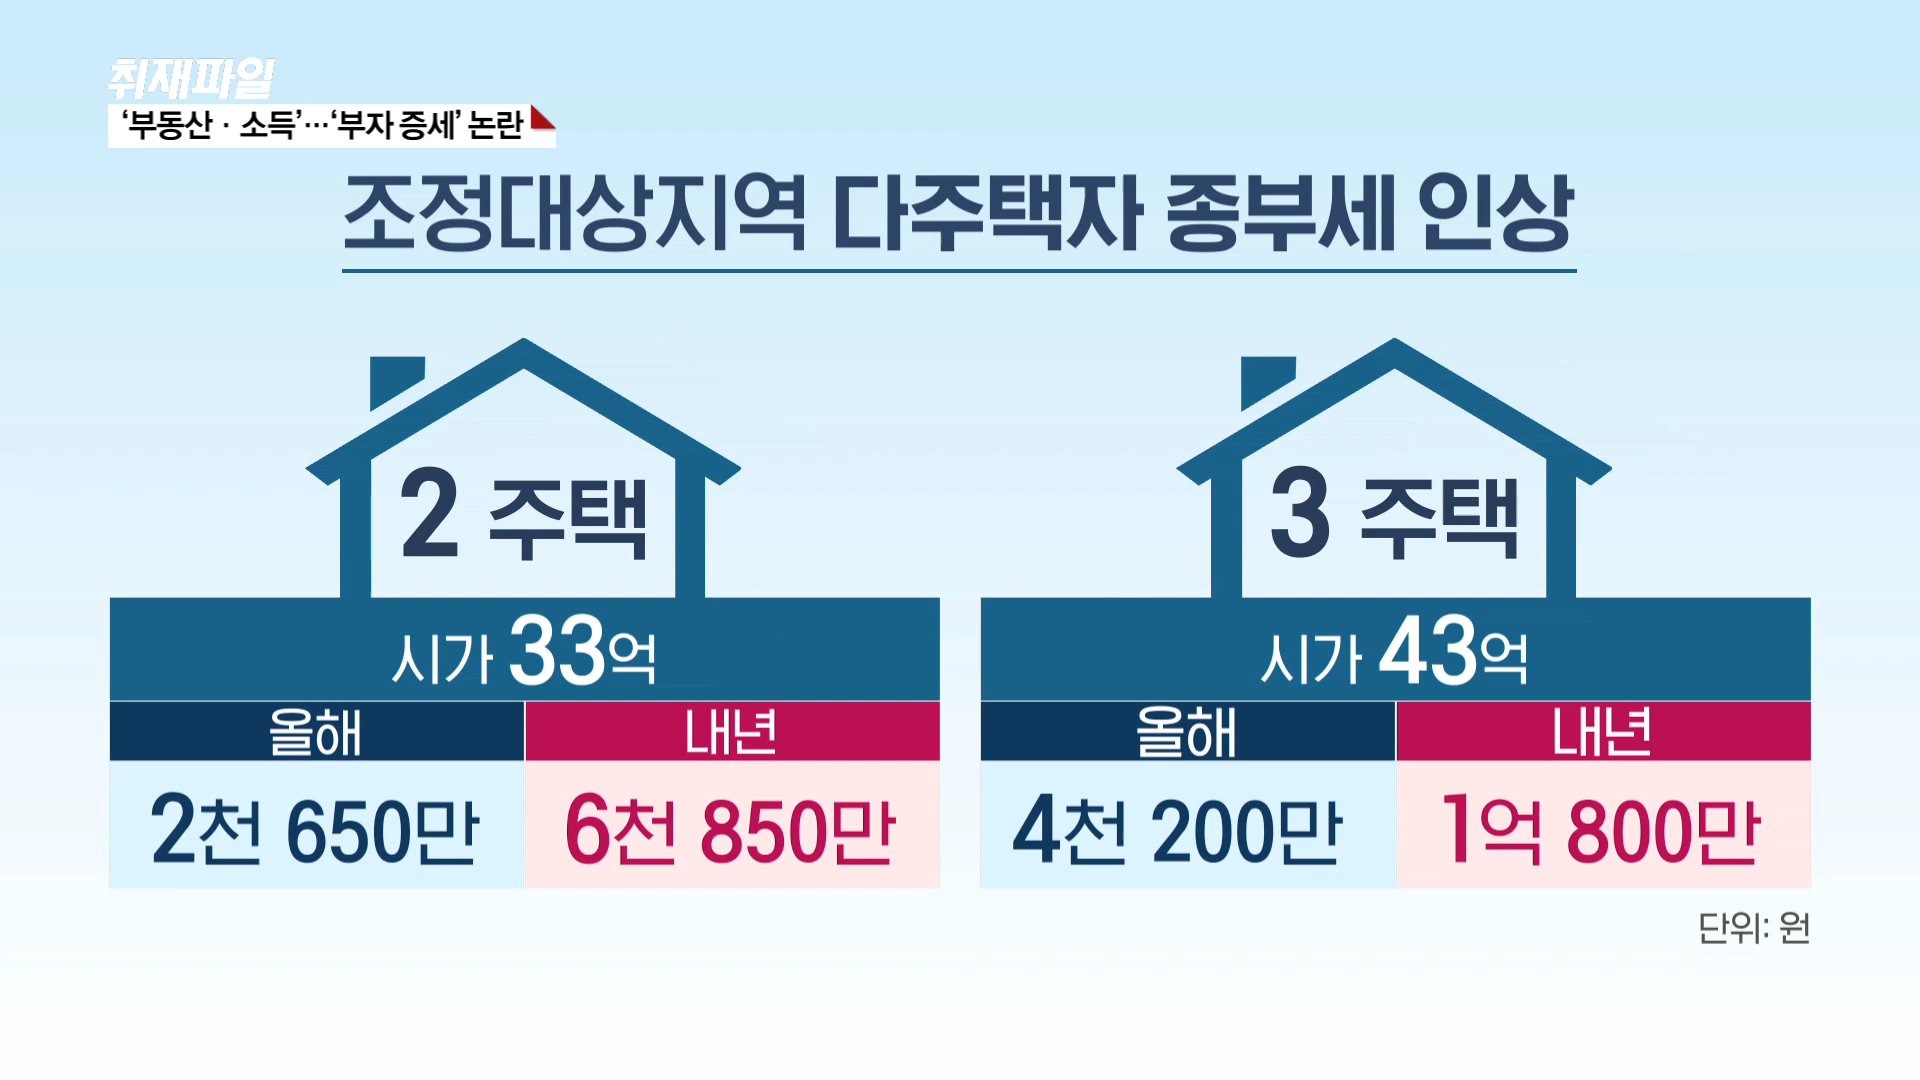 취재파일
‘부동산 · 소득’…‘부자 증세’ 논란
조정대상지역 다주택자 종부세 인상
2 주택
시가 33억
올해 내년
2천 650만 6천 850만
3 주택
시가 43억
올해 내년
4천 200만 1억 800만
단위: 원